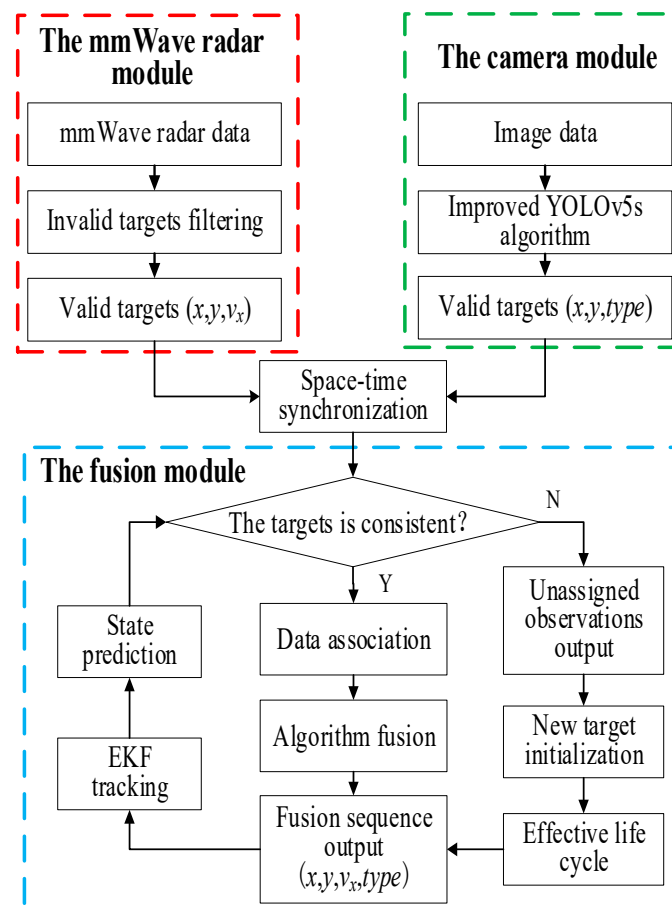 The mmWave radar
module
mmWave radar data
Invalid targets filtering
Valid targets (x,y,vx)
The camera module
Image data
Improved YOLOv5s
algorithm
Valid targets (x,y,type)
Space-time
synchronization
The fusion module
The targets is consistent?
N
Y
Unassigned
observations
output
State
prediction
Data association
New target
initialization
Algorithm fusion
EKF
tracking
Fusion sequence
output
(x,y,vx,type)
Effective life
cycle